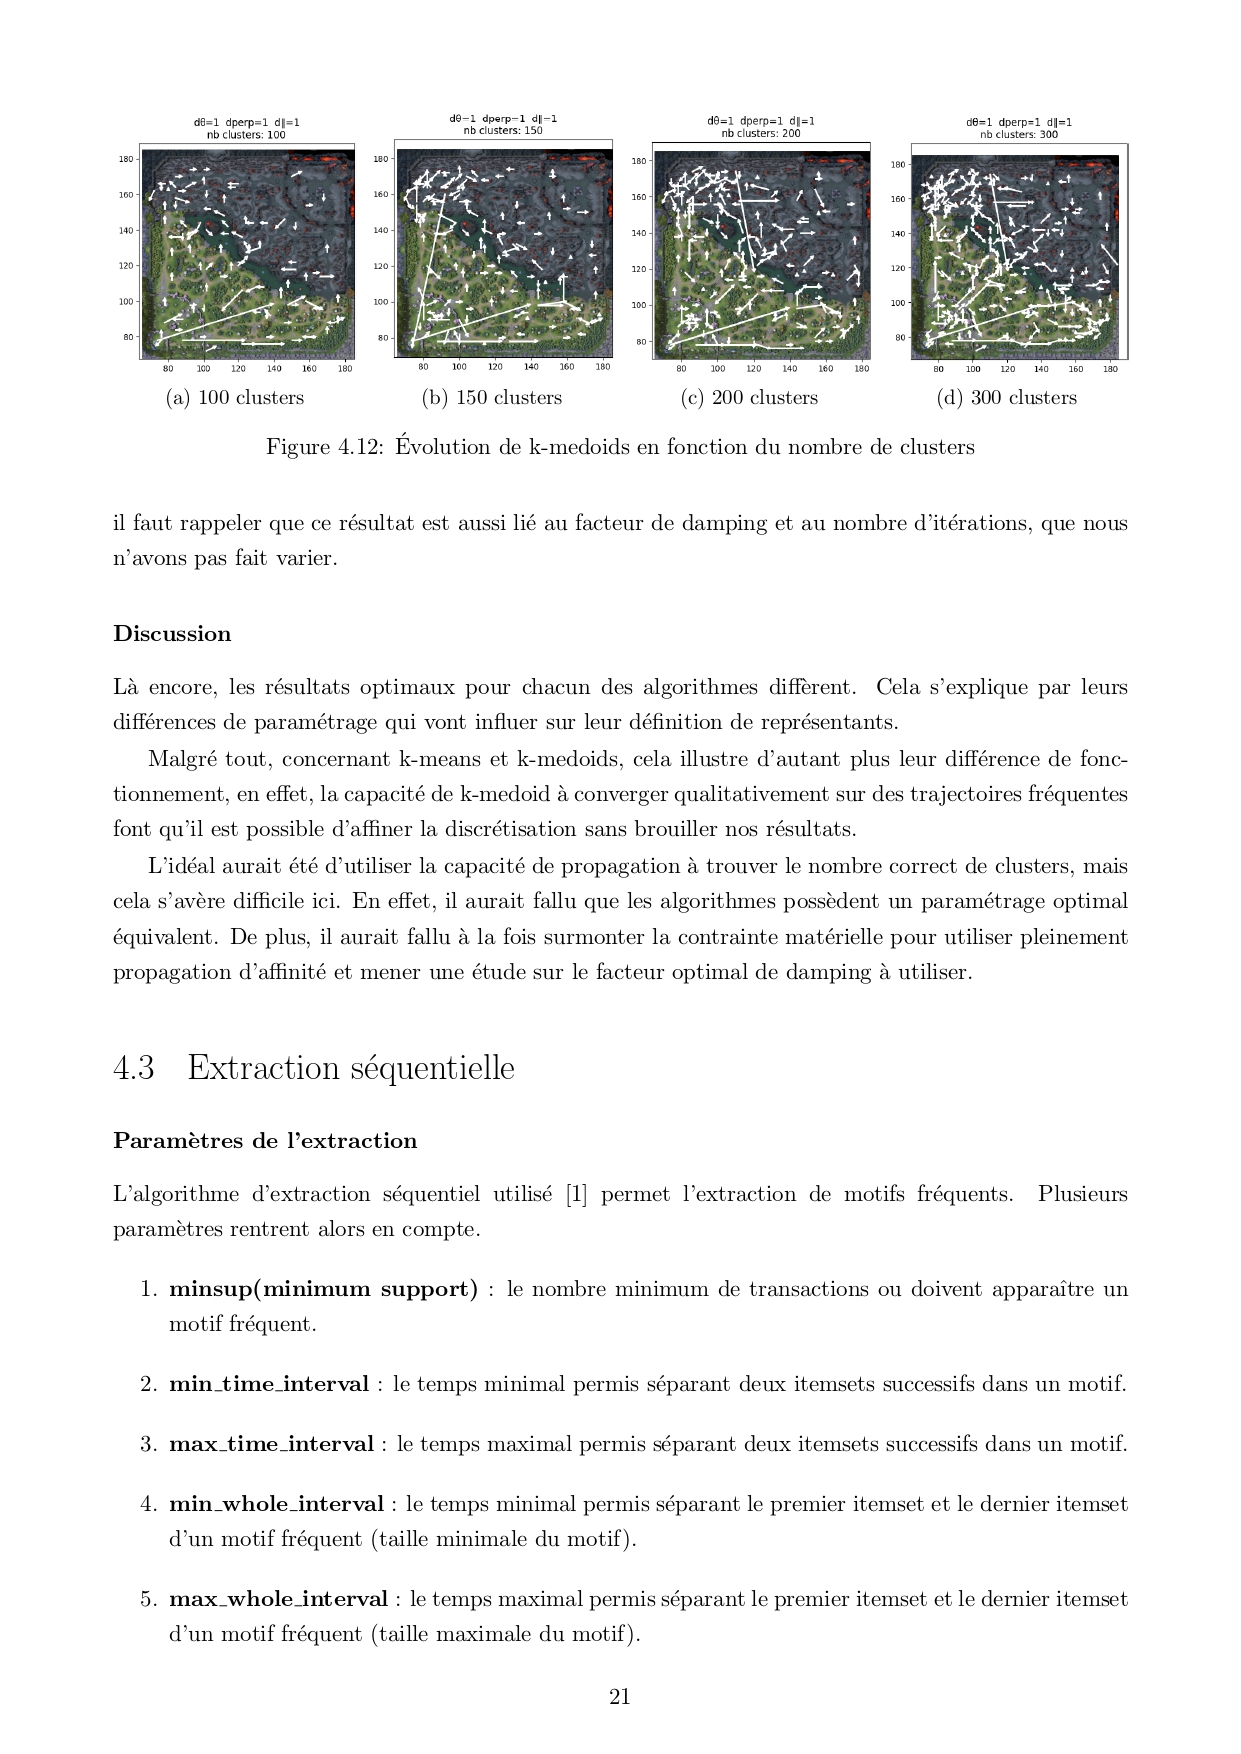 dθ=1 dperp=1 d∥=1
nb clusters: 100
dθ=1 dperp=1 d∥=1
nb clusters: 150
dθ=1 dperp=1 d∥=1
nb clusters: 200
dθ=1 dperp=1 d∥=1
nb clusters: 300
180
160
140
120
100
80
80 100 120 140 160 180
180
160
140
120
100
80
80 100 120 140 160 180
180
160
140
120
100
80
80 100 120 140 160 180
180
160
140
120
100
80
80 100 120 140 160 180
(a) 100 clusters
(b) 150 clusters
(c) 200 clusters
(d) 300 clusters
Figure 4.12: Évolution de k-medoids en fonction du nombre de clusters
il faut rappeler que ce résultat est aussi lié au facteur de damping et au nombre d'itérations, que nous
n'avons pas fait varier.
Discussion
Là encore, les résultats optimaux pour chacun des algorithmes diffèrent. Cela s'explique par leurs
différences de paramétrage qui vont influer sur leur définition de représentants.
Malgré tout, concernant k-means et k-medoids, cela illustre d'autant plus leur différence de fonc-
tionnement, en effet, la capacité de k-medoid à converger qualitativement sur des trajectoires fréquentes
font qu'il est possible d'affiner la discrétisation sans brouiller nos résultats.
L'idéal aurait été d'utiliser la capacité de propagation à trouver le nombre correct de clusters, mais
cela s'avère difficile ici. En effet, il aurait fallu que les algorithmes possèdent un paramétrage optimal
équivalent. De plus, il aurait fallu à la fois surmonter la contrainte matérielle pour utiliser pleinement
propagation d'affinité et mener une étude sur le facteur optimal de damping à utiliser.
4.3 Extraction séquentielle
Paramètres de l'extraction
L'algorithme d'extraction séquentiel utilisé [1] permet l'extraction de motifs fréquents. Plusieurs
paramètres rentrent alors en compte.
1. minsup(minimum support) : le nombre minimum de transactions ou doivent apparaître un
motif fréquent.
2. min_time_interval : le temps minimal permis séparant deux itemsets successifs dans un motif.
3. max_time_interval : le temps maximal permis séparant deux itemsets successifs dans un motif.
4. min_whole_interval : le temps minimal permis séparant le premier itemset et le dernier itemset
d'un motif fréquent (taille minimale du motif).
5. max_whole_interval : le temps maximal permis séparant le premier itemset et le dernier itemset
d'un motif fréquent (taille maximale du motif).
21